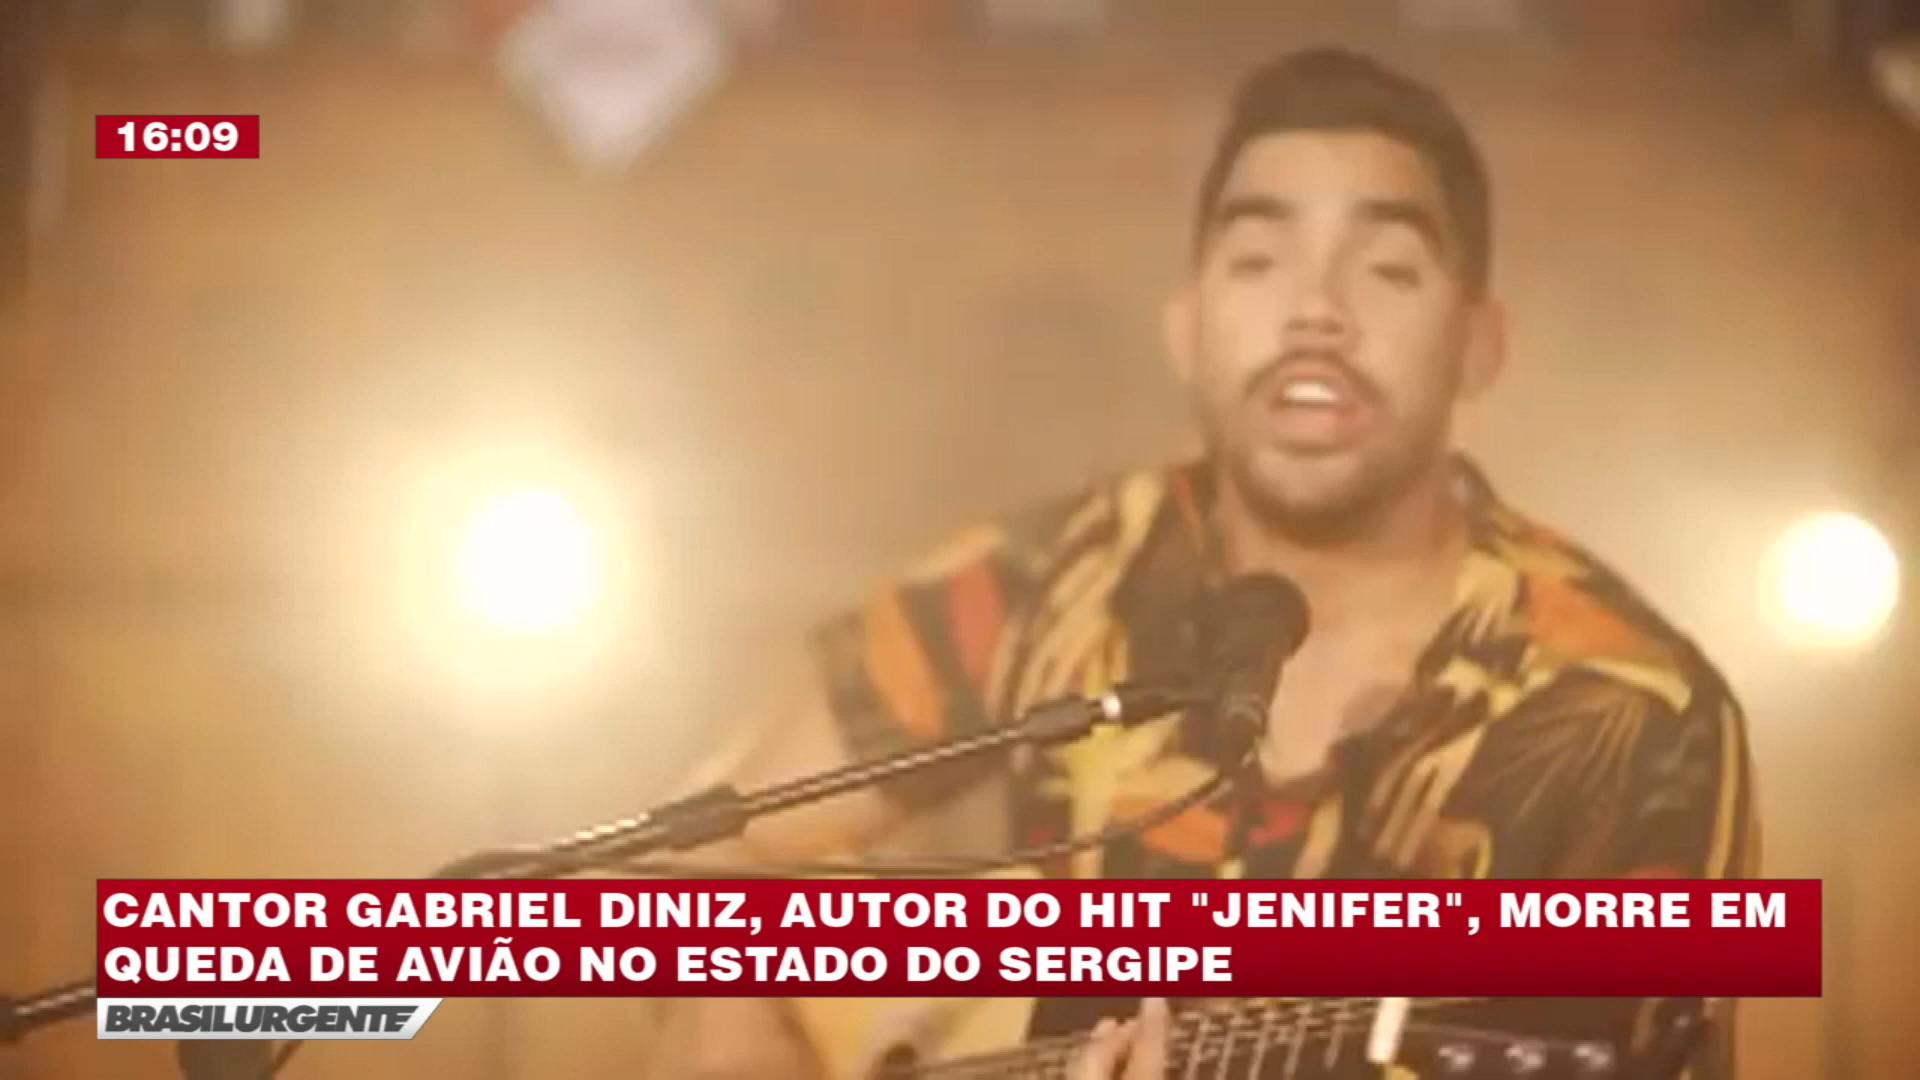 16:09
CANTOR GABRIEL DINIZ, AUTOR DO HIT "JENIFER", MORRE EM
QUEDA DE AVIÃO NO ESTADO DO SERGIPE
BRASILURGENTE